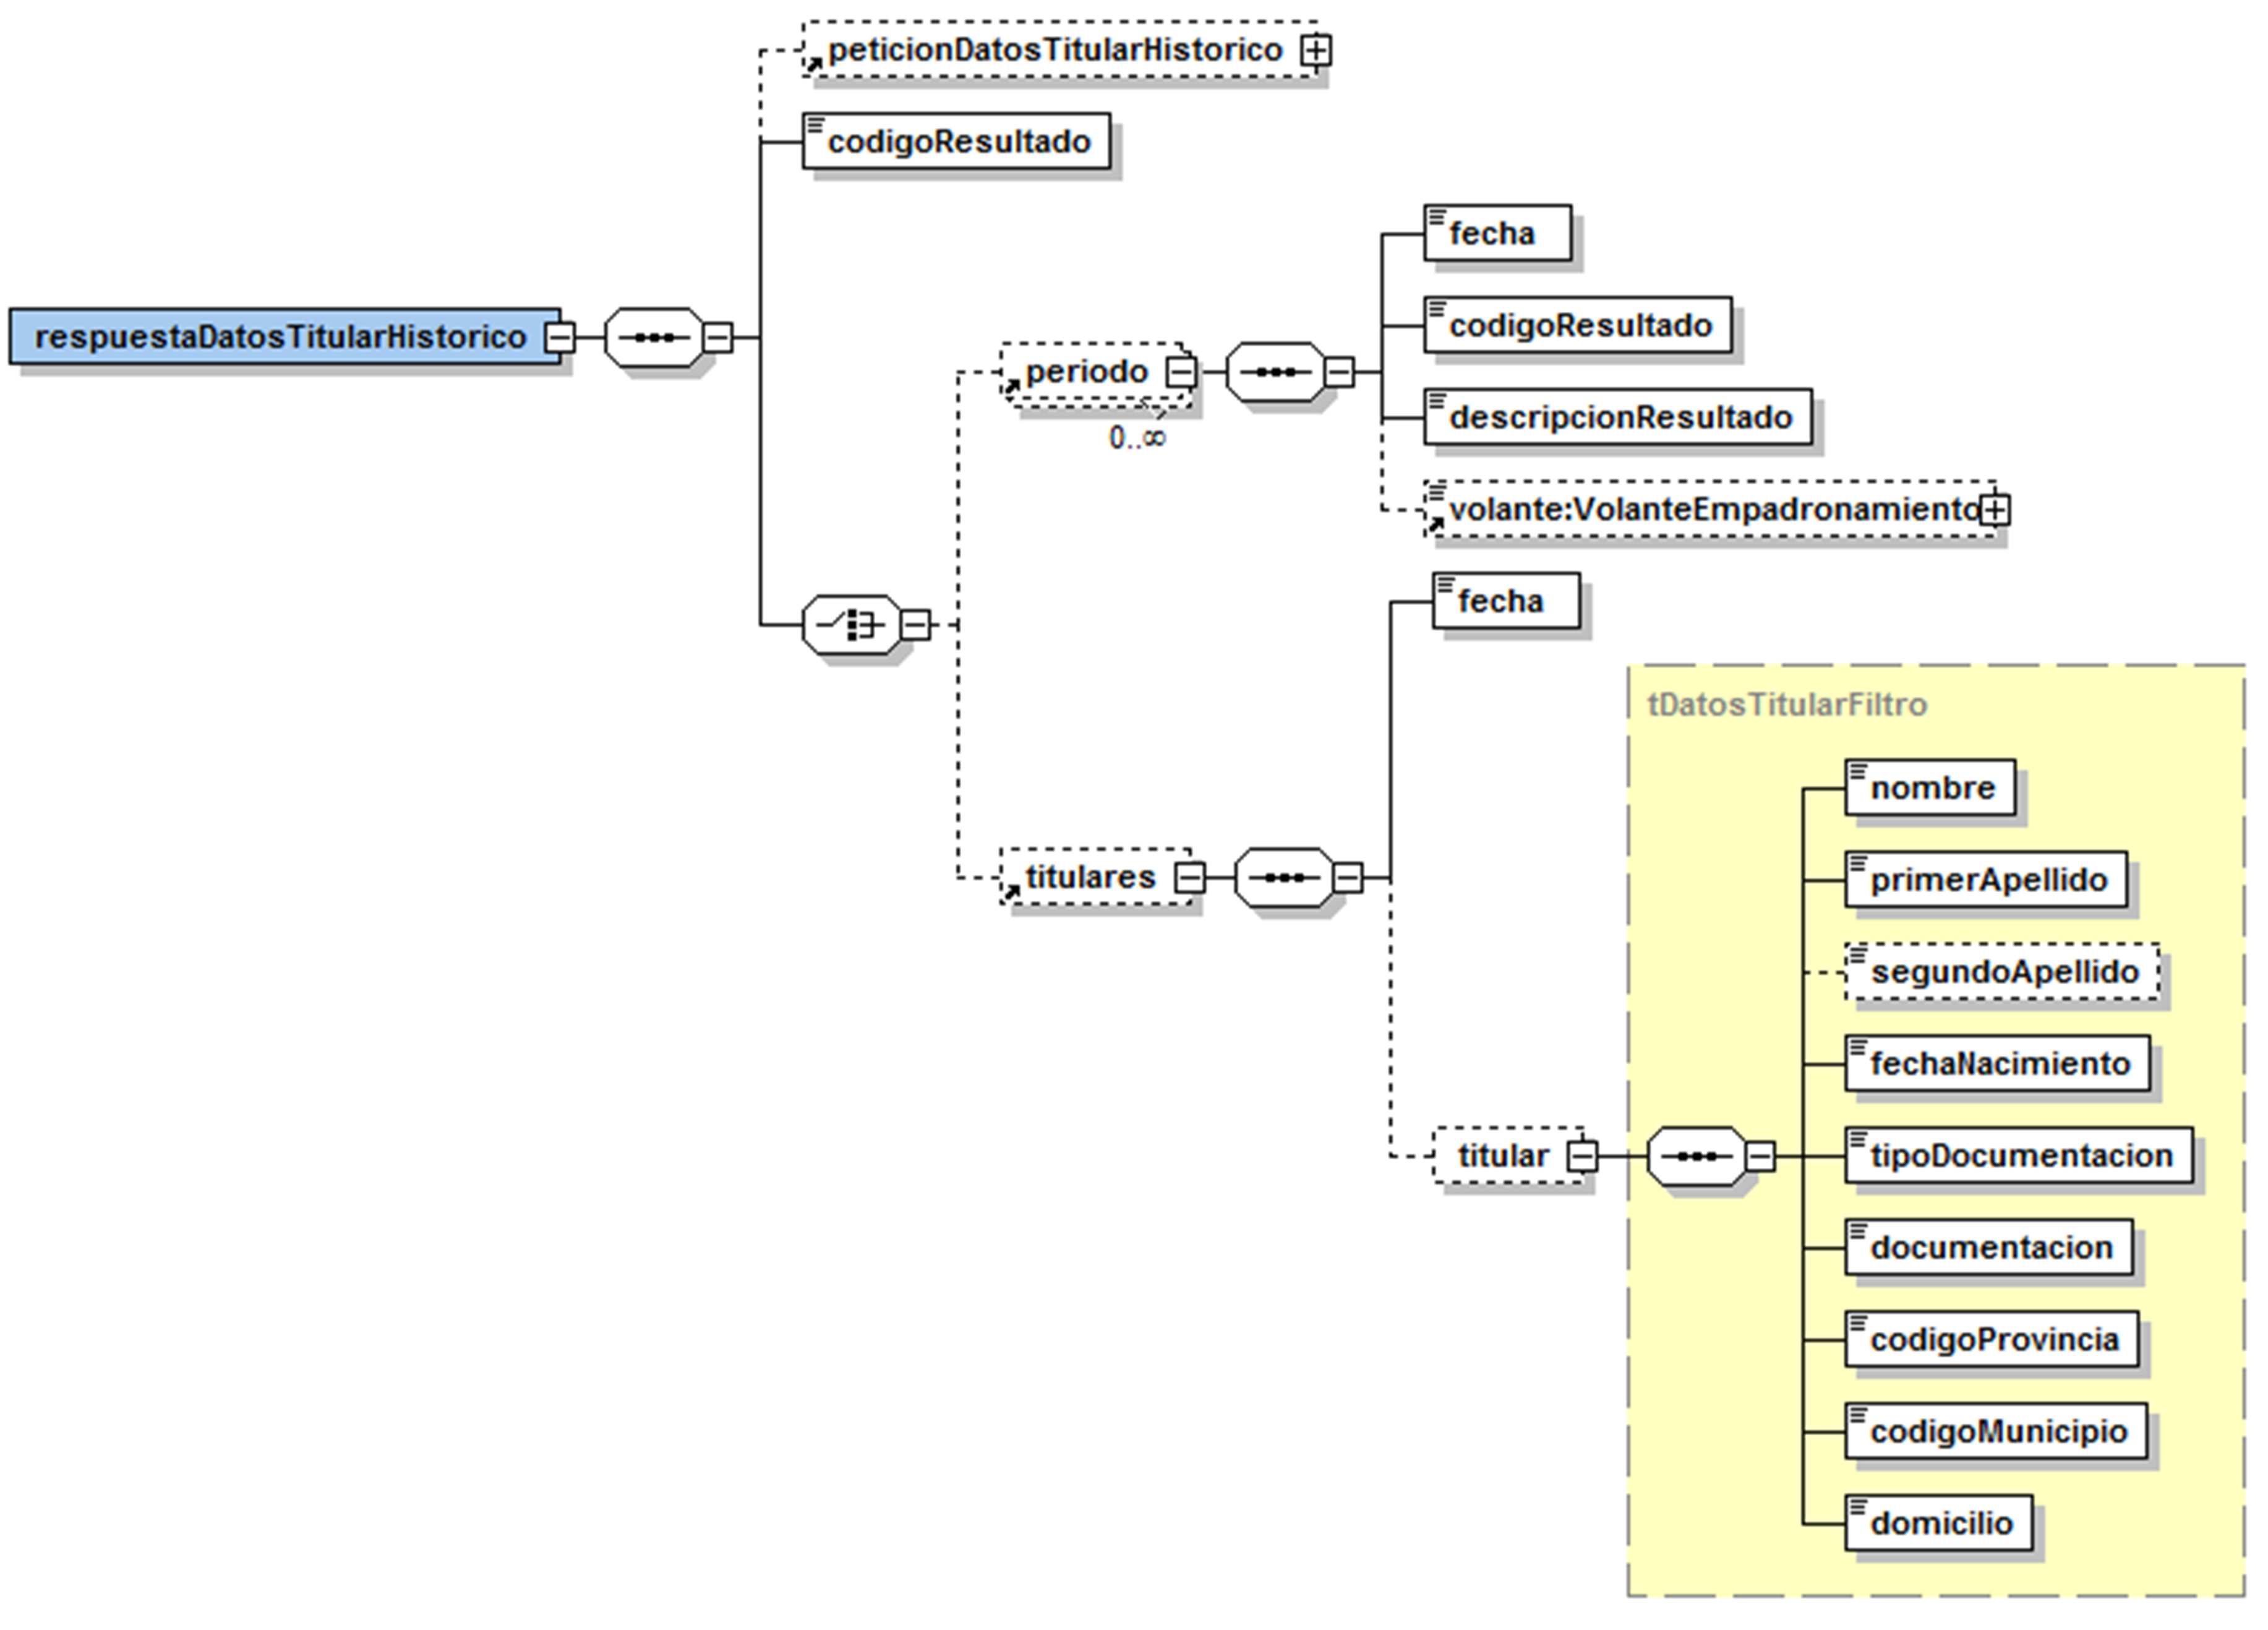 peticionDatosTitularHistorico
codigoResultado
fecha
codigoResultado
respuestaDatosTitularHistorico
periodo
0..∞
descripcionResultado
volante:VolanteEmpadronamiento
fecha
tDatosTitularFiltro
nombre
primerApellido
titulares
segundoApellido
fechaNacimiento
titular
tipoDocumentacion
documentacion
codigoProvincia
codigoMunicipio
domicilio